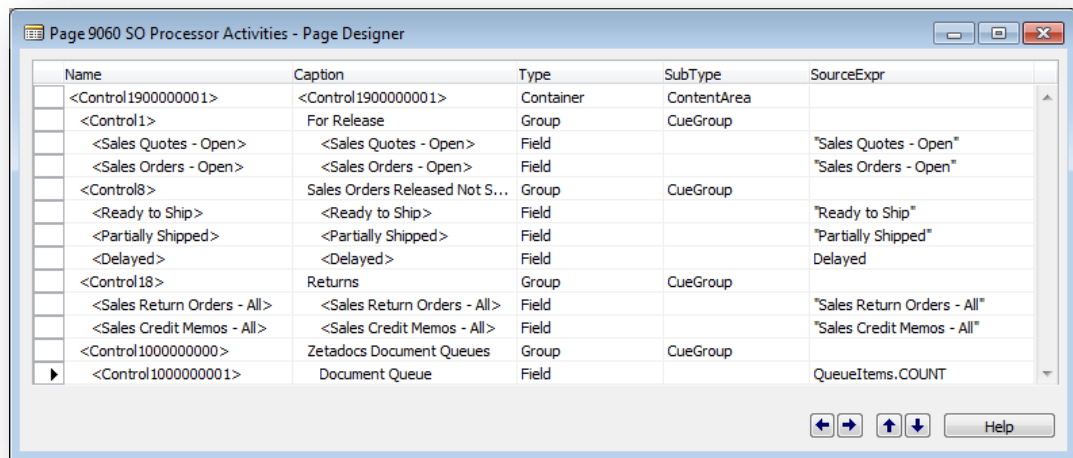 Page 9060 SO Processor Activities - Page Designer
Name Caption Type SubType SourceExpr
<Control1900000001> <Control1900000001> Container ContentArea
<Control1> For Release Group CueGroup
<Sales Quotes - Open> <Sales Quotes - Open> Field "Sales Quotes - Open"
<Sales Orders - Open> <Sales Orders - Open> Field "Sales Orders - Open"
<Control8> Sales Orders Released Not S... Group CueGroup
<Ready to Ship> <Ready to Ship> Field "Ready to Ship"
<Partially Shipped> <Partially Shipped> Field "Partially Shipped"
<Delayed> <Delayed> Field Delayed
<Control18> Returns Group CueGroup
<Sales Return Orders - All> <Sales Return Orders - All> Field "Sales Return Orders - All"
<Sales Credit Memos - All> <Sales Credit Memos - All> Field "Sales Credit Memos - All"
<Control1000000000> Zetadocs Document Queues Group CueGroup
<Control1000000001> Document Queue Field QueueItems.COUNT
Help